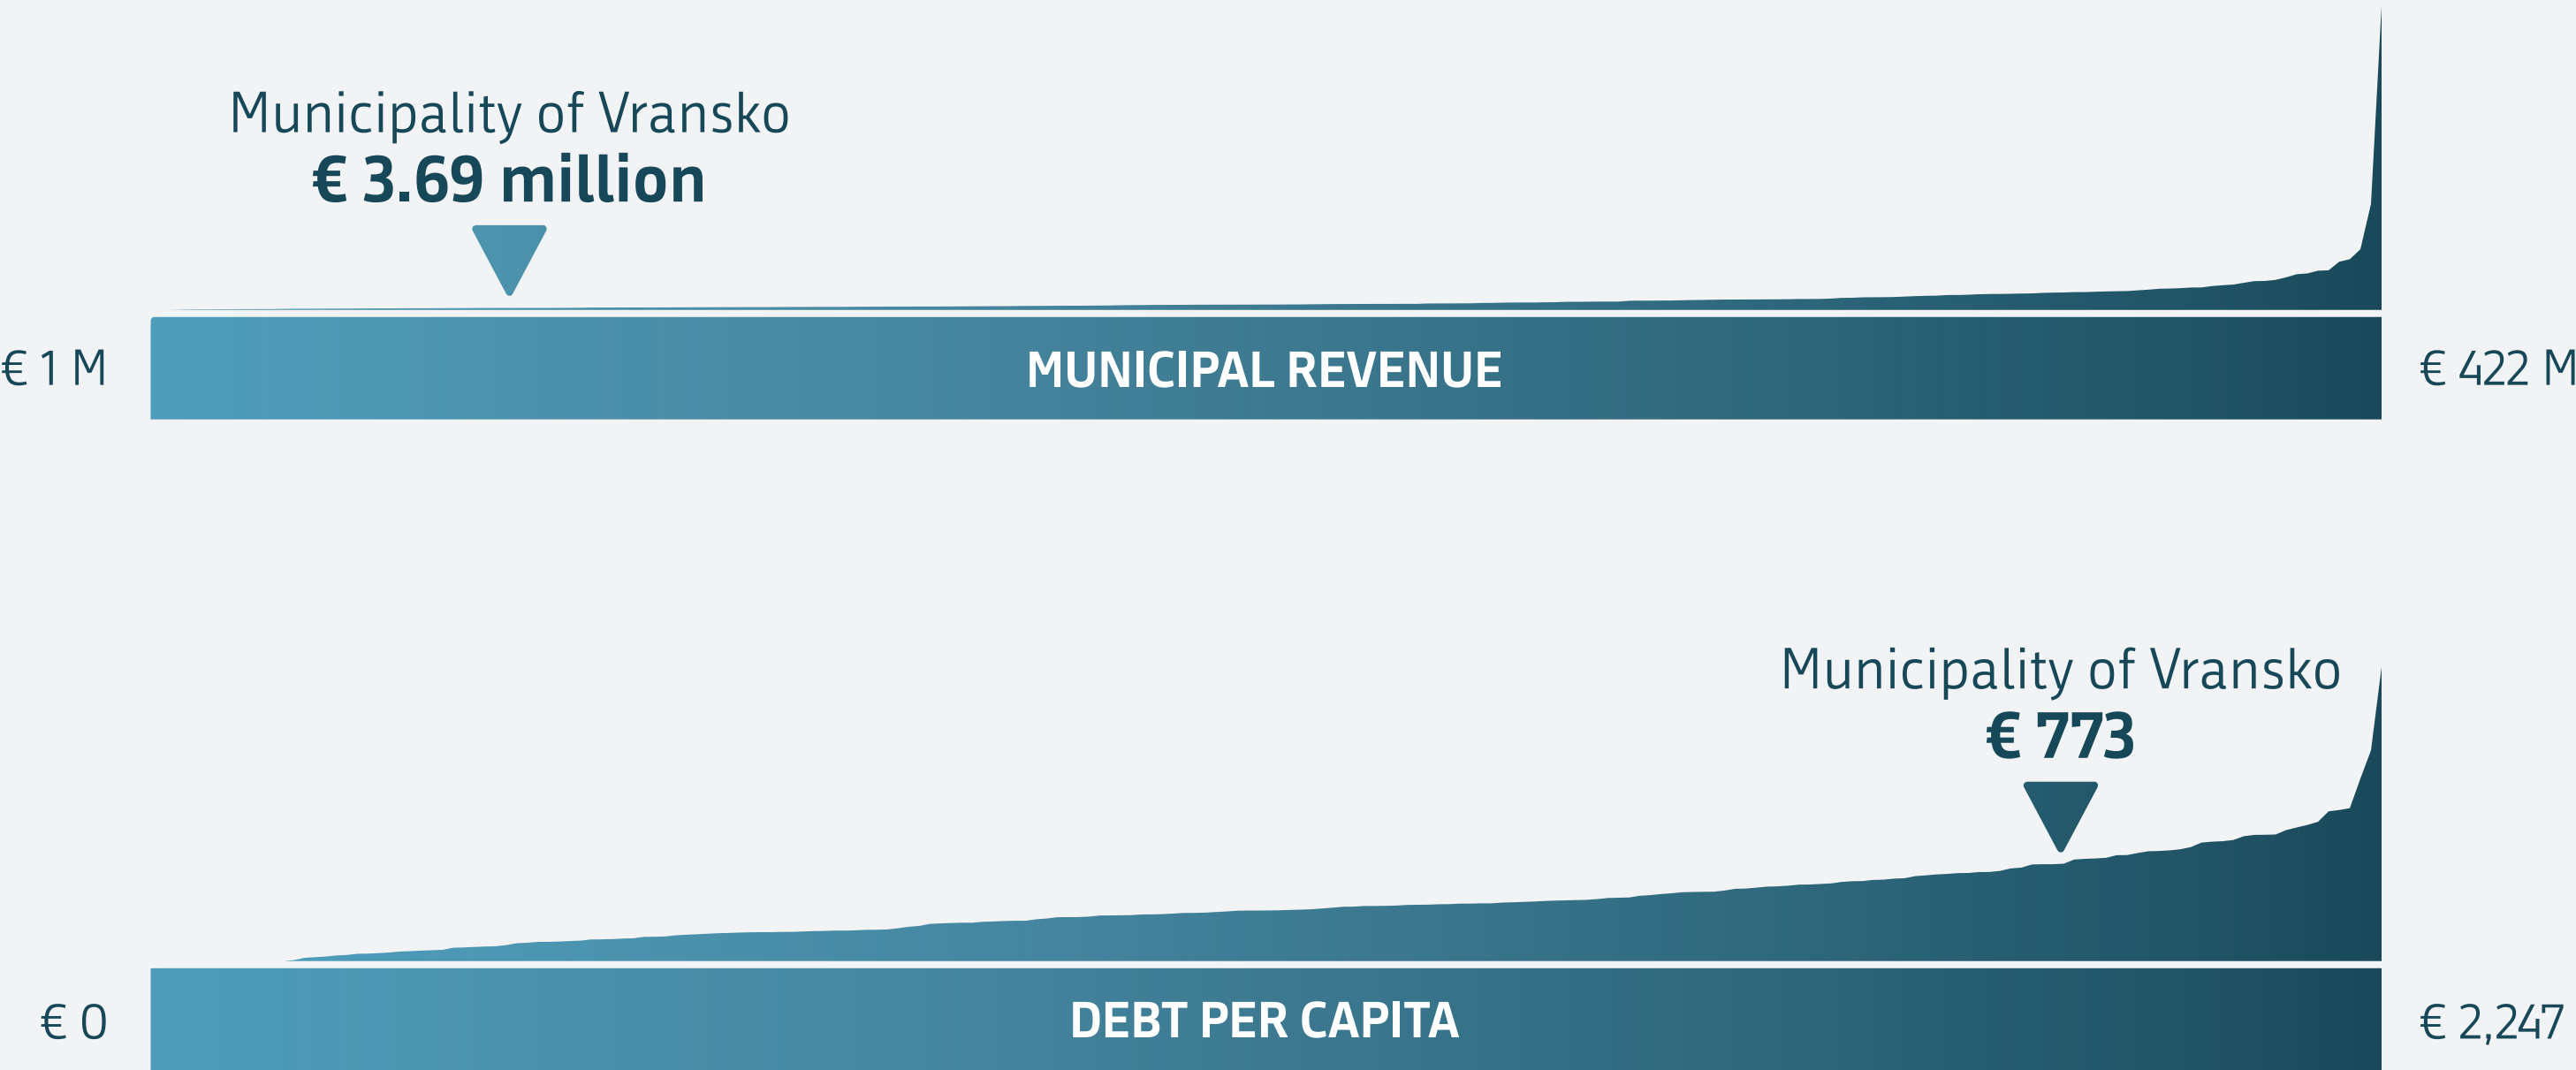 Municipality of Vransko
€ 3.69 million
€ 1 M
MUNICIPAL REVENUE
€ 422 M
Municipality of Vransko
€ 773
€ 0
DEBT PER CAPITA
€ 2,247